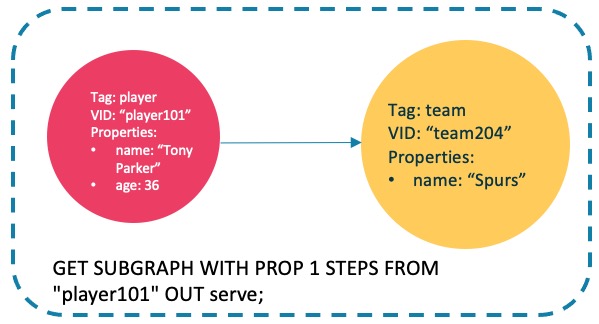 Tag: player
VID: “player101”
Properties:
• name: “Tony
Parker”
• age: 36
Tag: team
VID: “team204”
Properties:
• name: “Spurs”
GET SUBGRAPH WITH PROP 1 STEPS FROM
"player101" OUT serve;